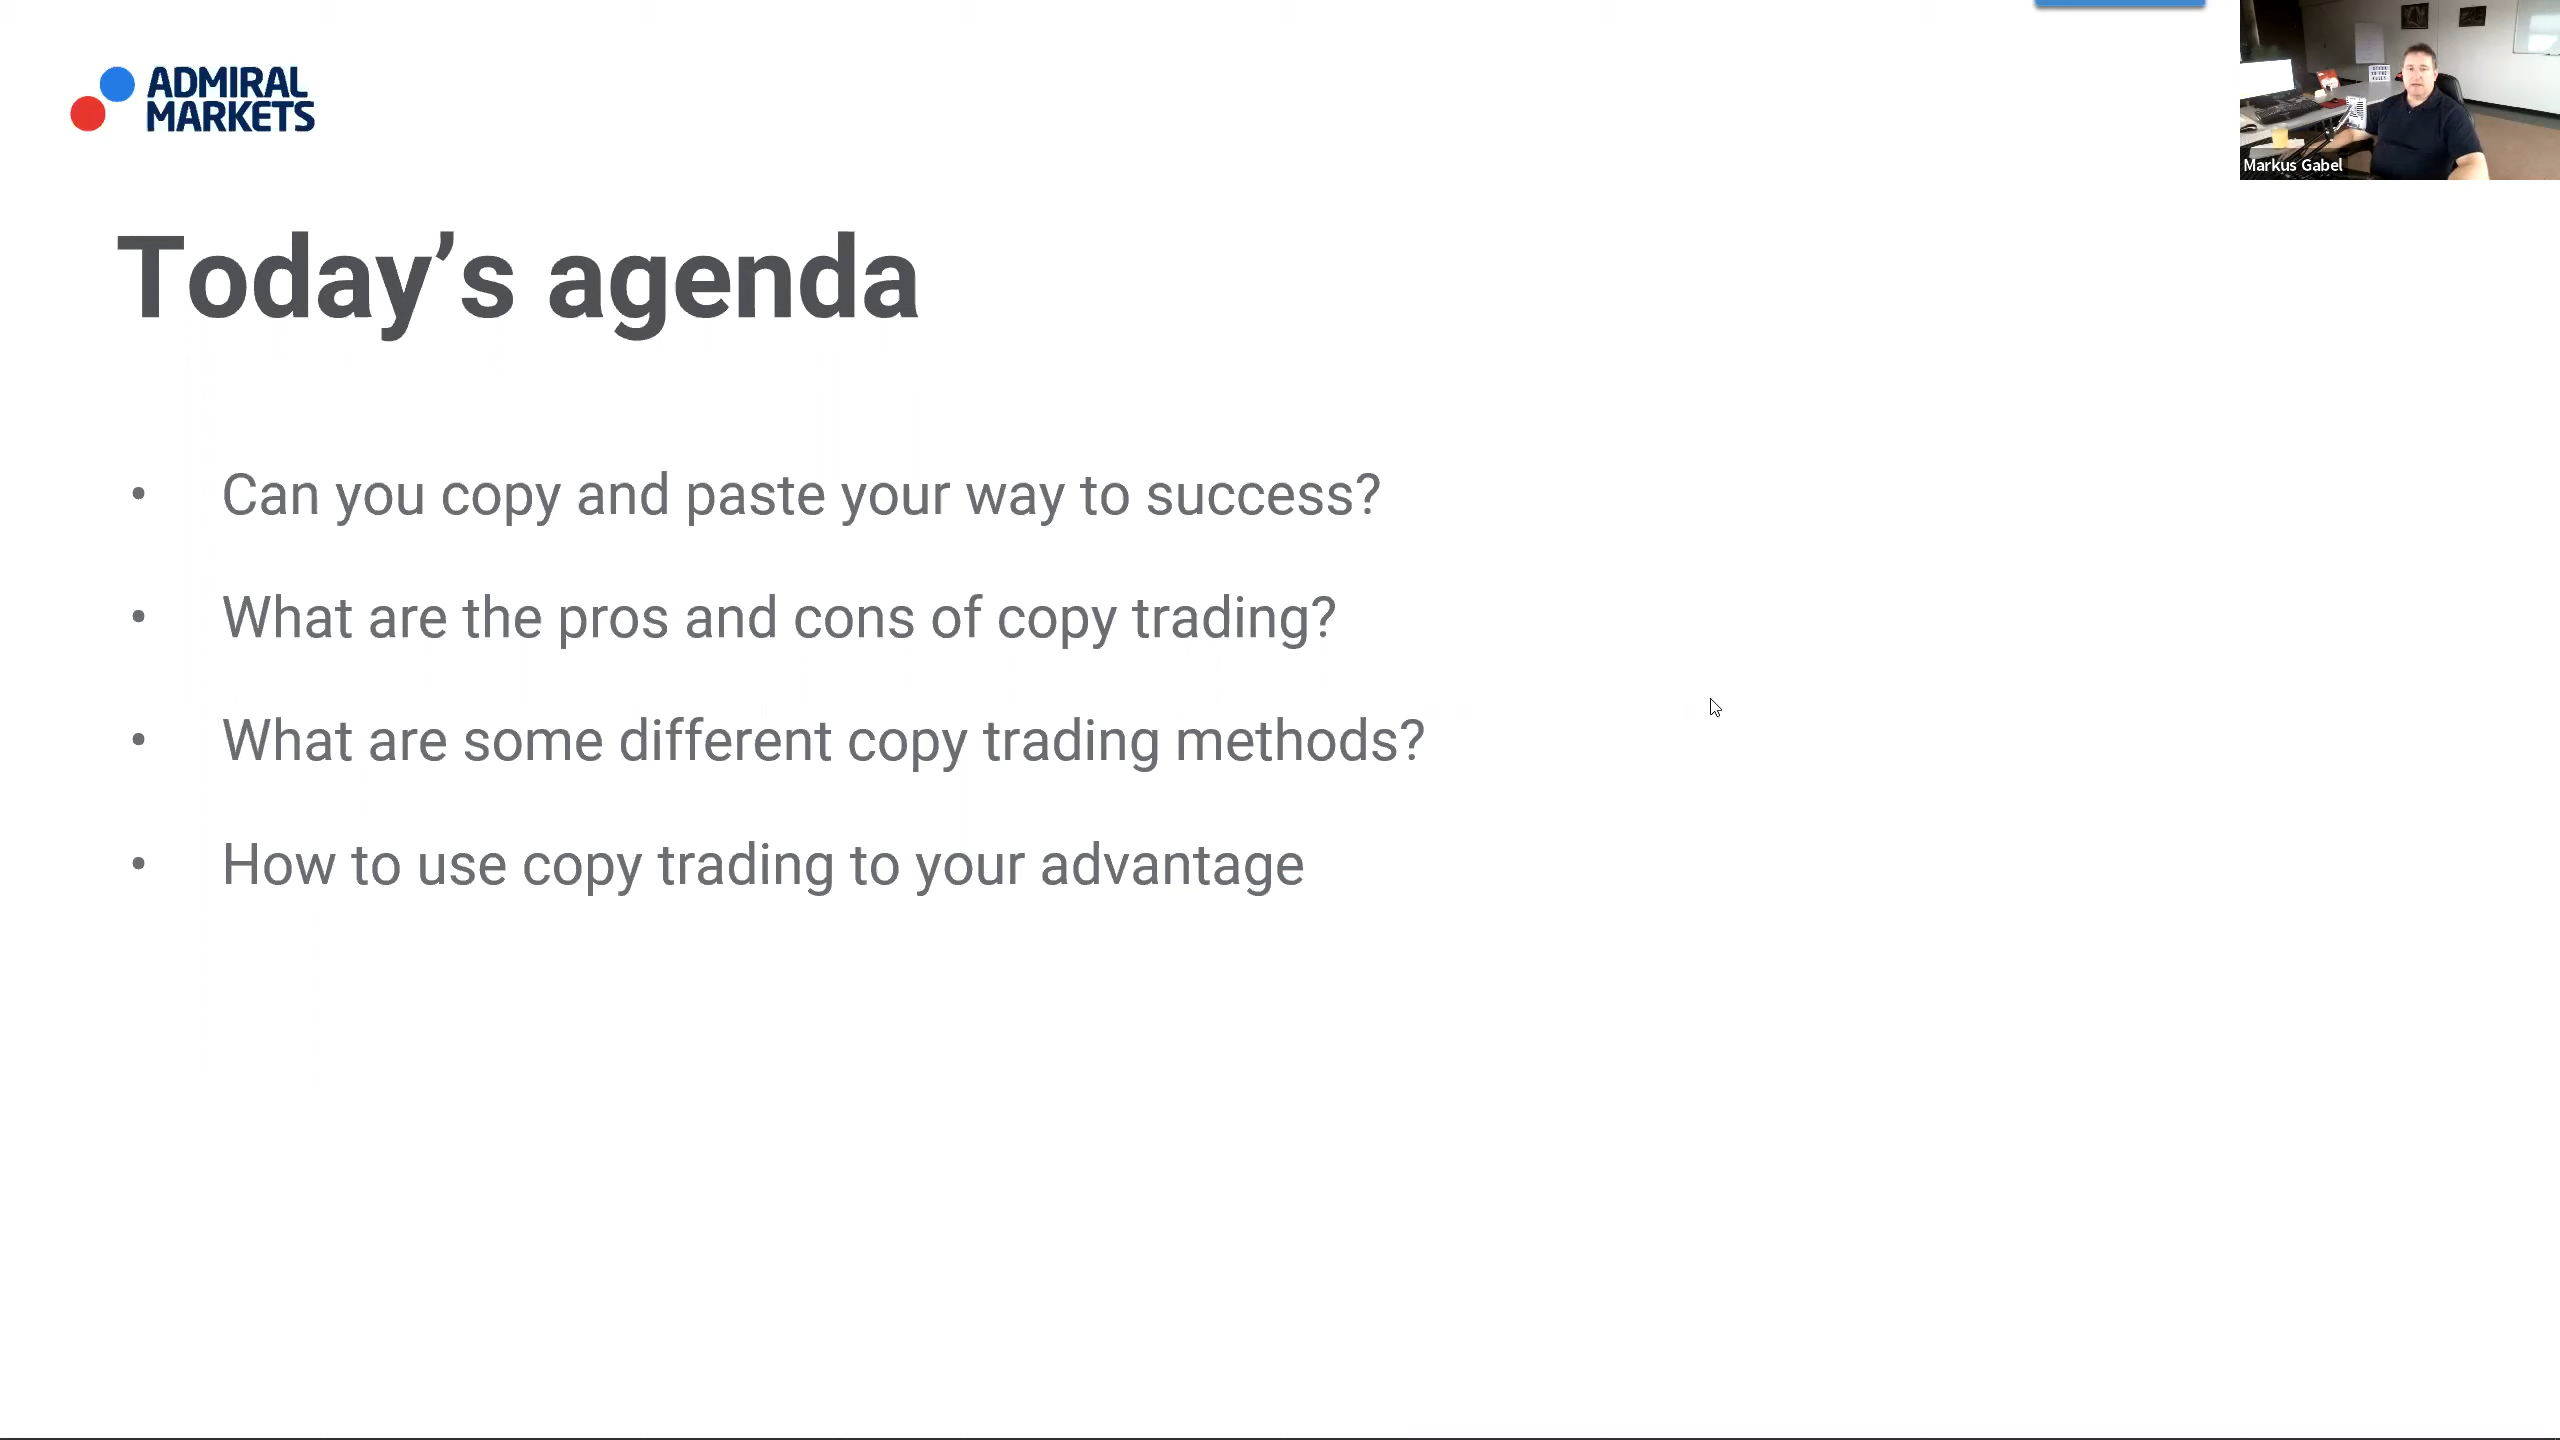 ADMIRAL
MARKETS
Markus Gabel
Today’s agenda
• Can you copy and paste your way to success?
• What are the pros and cons of copy trading?
• What are some different copy trading methods?
• How to use copy trading to your advantage